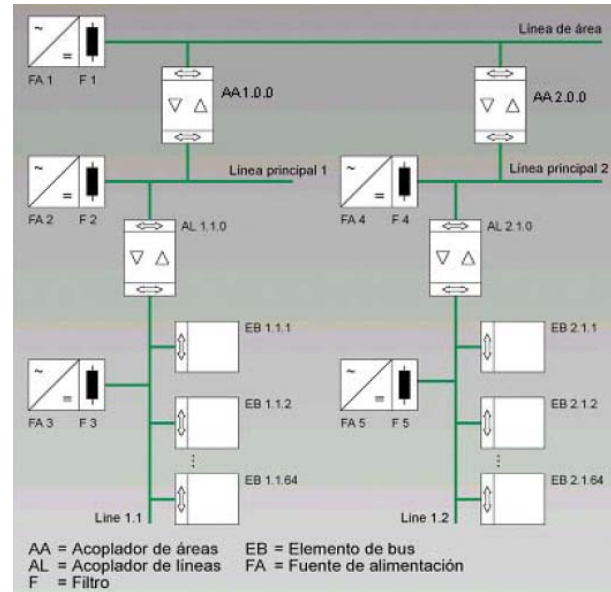 Línea de área
FA 1 F 1
AA 1.0.0
AA 2.0.0
Línea principal 1
Línea principal 2
FA 2 F 2
AL 1.1.0
FA 4 F 4
AL 2.1.0
EB 1.1.1
EB 2.1.1
EB 1.1.2
EB 2.1.2
FA 3 F 3
FA 5 F 5
EB 1.1.64
EB 2.1.64
Line 1.1
Line 1.2
AA = Acoplador de áreas EB = Elemento de bus
AL = Acoplador de líneas FA = Fuente de alimentación
F = Filtro